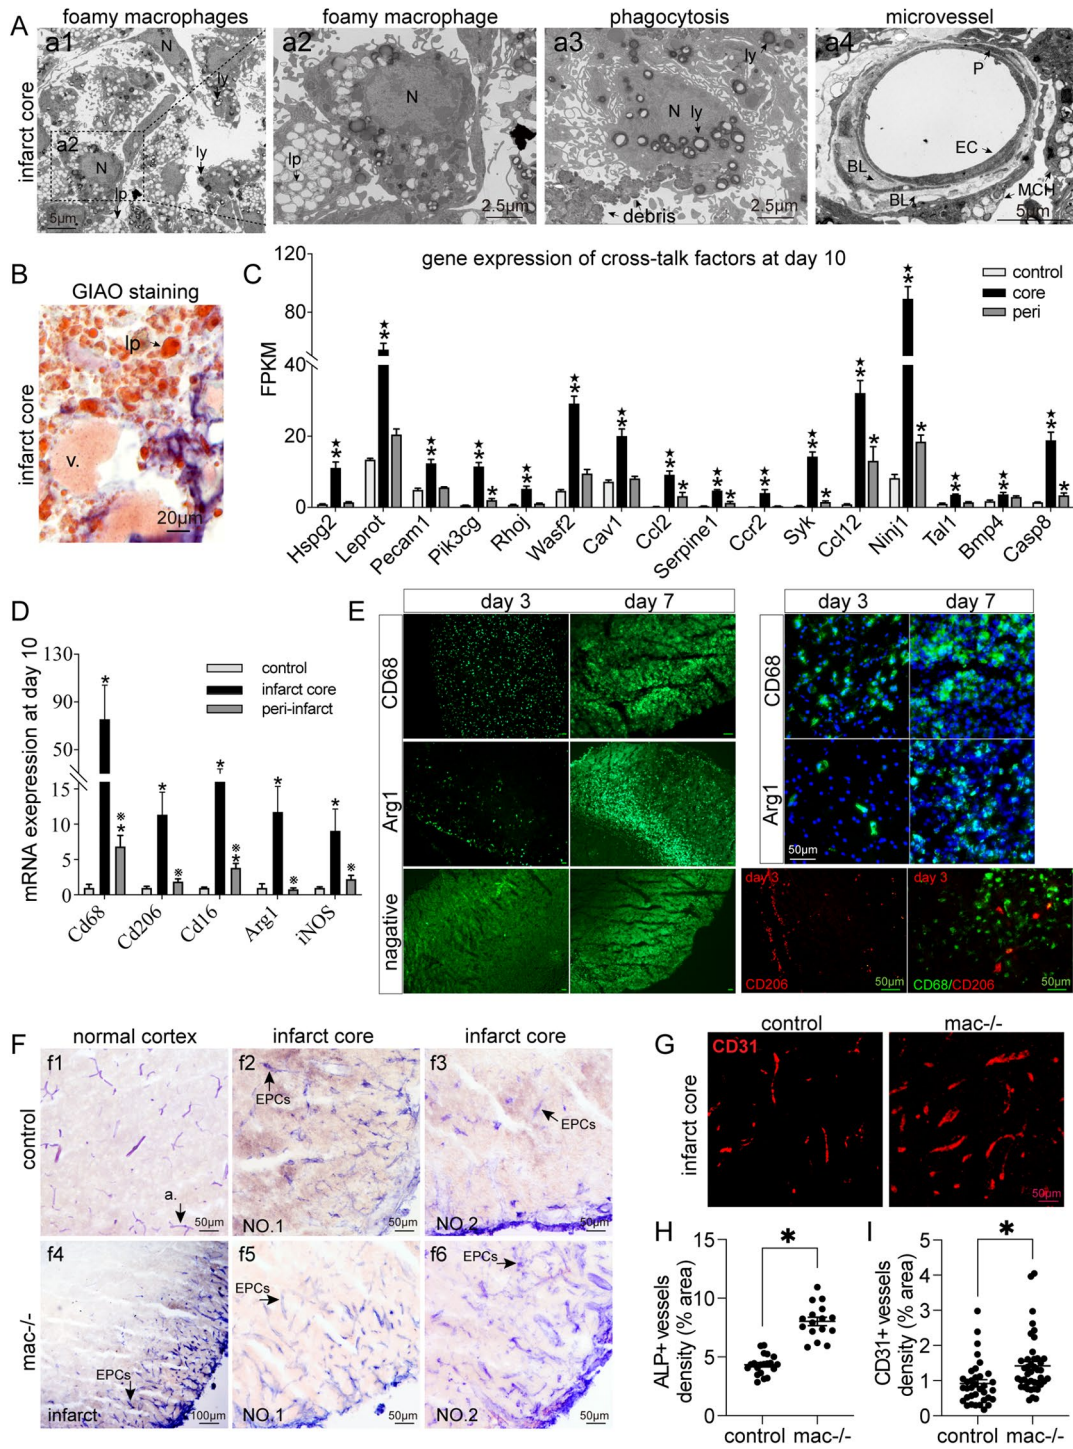 A
foamy macrophages
foamy macrophage
phagocytosis
microvessel
infarct core
a1
N
ly
a2
N
ly
lp
5µm
a2
N
lp
2.5µm
a3
ly
N
ly
debris
2.5µm
a4
P
EC
BL
BL
MCH
5µm
B
GIAO staining
infarct core
lp
v.
20µm
C
gene expression of cross-talk factors at day 10
control
core
peri
FPKM
120
80
40
20
0
Hspg2
Leprot
Pecam1
Pik3cg
Rhoj
Wasf2
Cav1
Ccl2
Serpine1
Ccr2
Syk
Ccl12
Ninj1
Tal1
Bmp4
Casp8
D
mRNA exepression at day 10
control
infarct core
peri-infarct
130
90
50
15
10
5
0
Cd68
Cd206
Cd16
Arg1
iNOS
E
day 3
day 7
day 3
day 7
CD68
CD68
Arg1
Arg1
50µm
nagative
day 3
CD206
50µm
day 3
CD68/CD206
50µm
F
normal cortex
infarct core
infarct core
control
f1
a.
50µm
f2
EPCs
NO.1
50µm
f3
EPCs
NO.2
50µm
mac-/-
f4
EPCs
infarct
100µm
f5
EPCs
NO.1
50µm
f6
EPCs
NO.2
50µm
G
control
mac-/-
infarct core
CD31
50µm
H
ALP+ vessels
density (% area)
15
10
5
0
*
control mac-/-
I
CD31+ vessels
density (% area)
5
4
3
2
1
0
*
control mac-/-